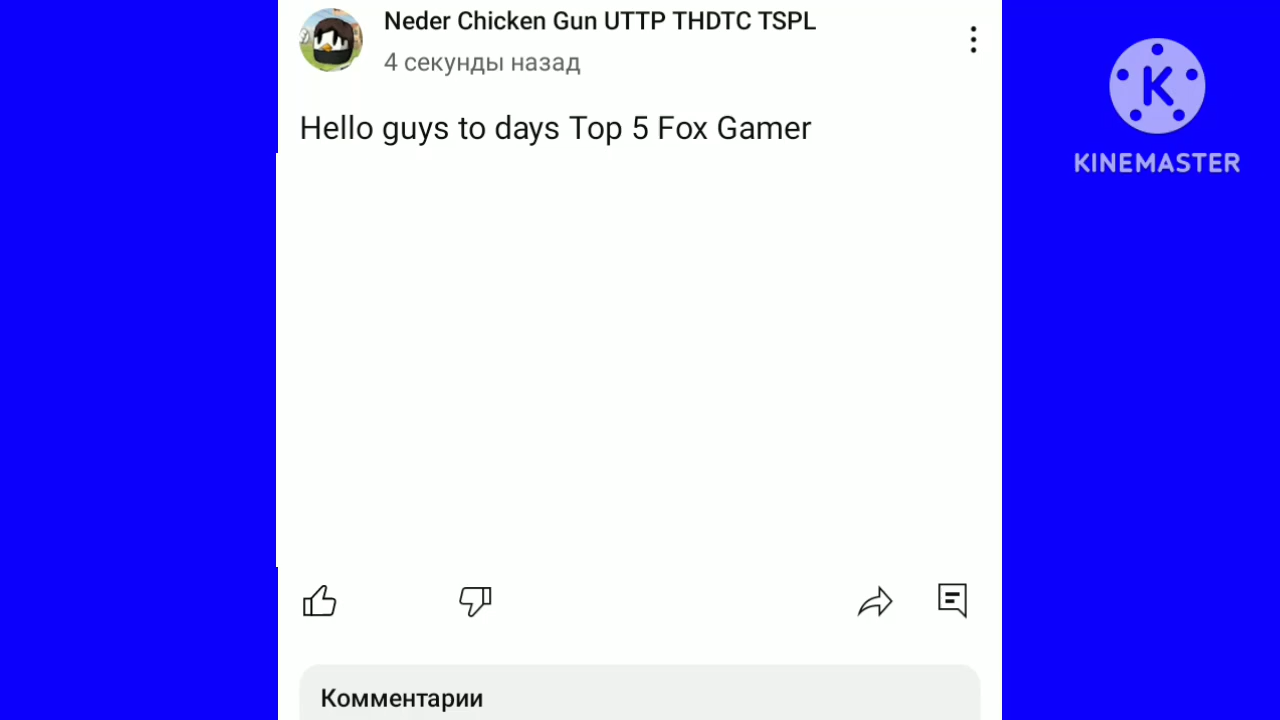 Neder Chicken Gun UTTP THDTC TSPL
4 секунды назад
Hello guys to days Top 5 Fox Gamer
K
KINEMASTER
Комментарии